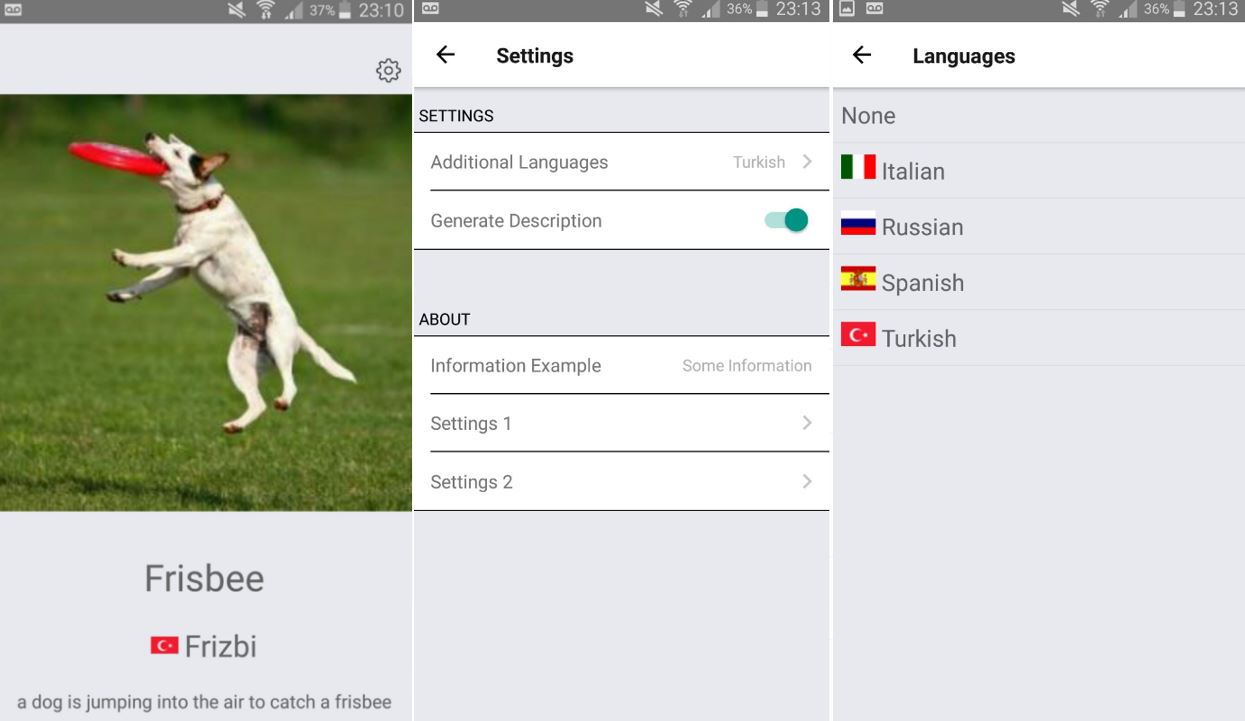 37% 23:10
Frisbee
Frizbi
a dog is jumping into the air to catch a frisbee
36% 23:13
Settings
SETTINGS
Additional Languages Turkish
Generate Description
ABOUT
Information Example Some Information
Settings 1
Settings 2
36% 23:13
Languages
None
Italian
Russian
Spanish
Turkish